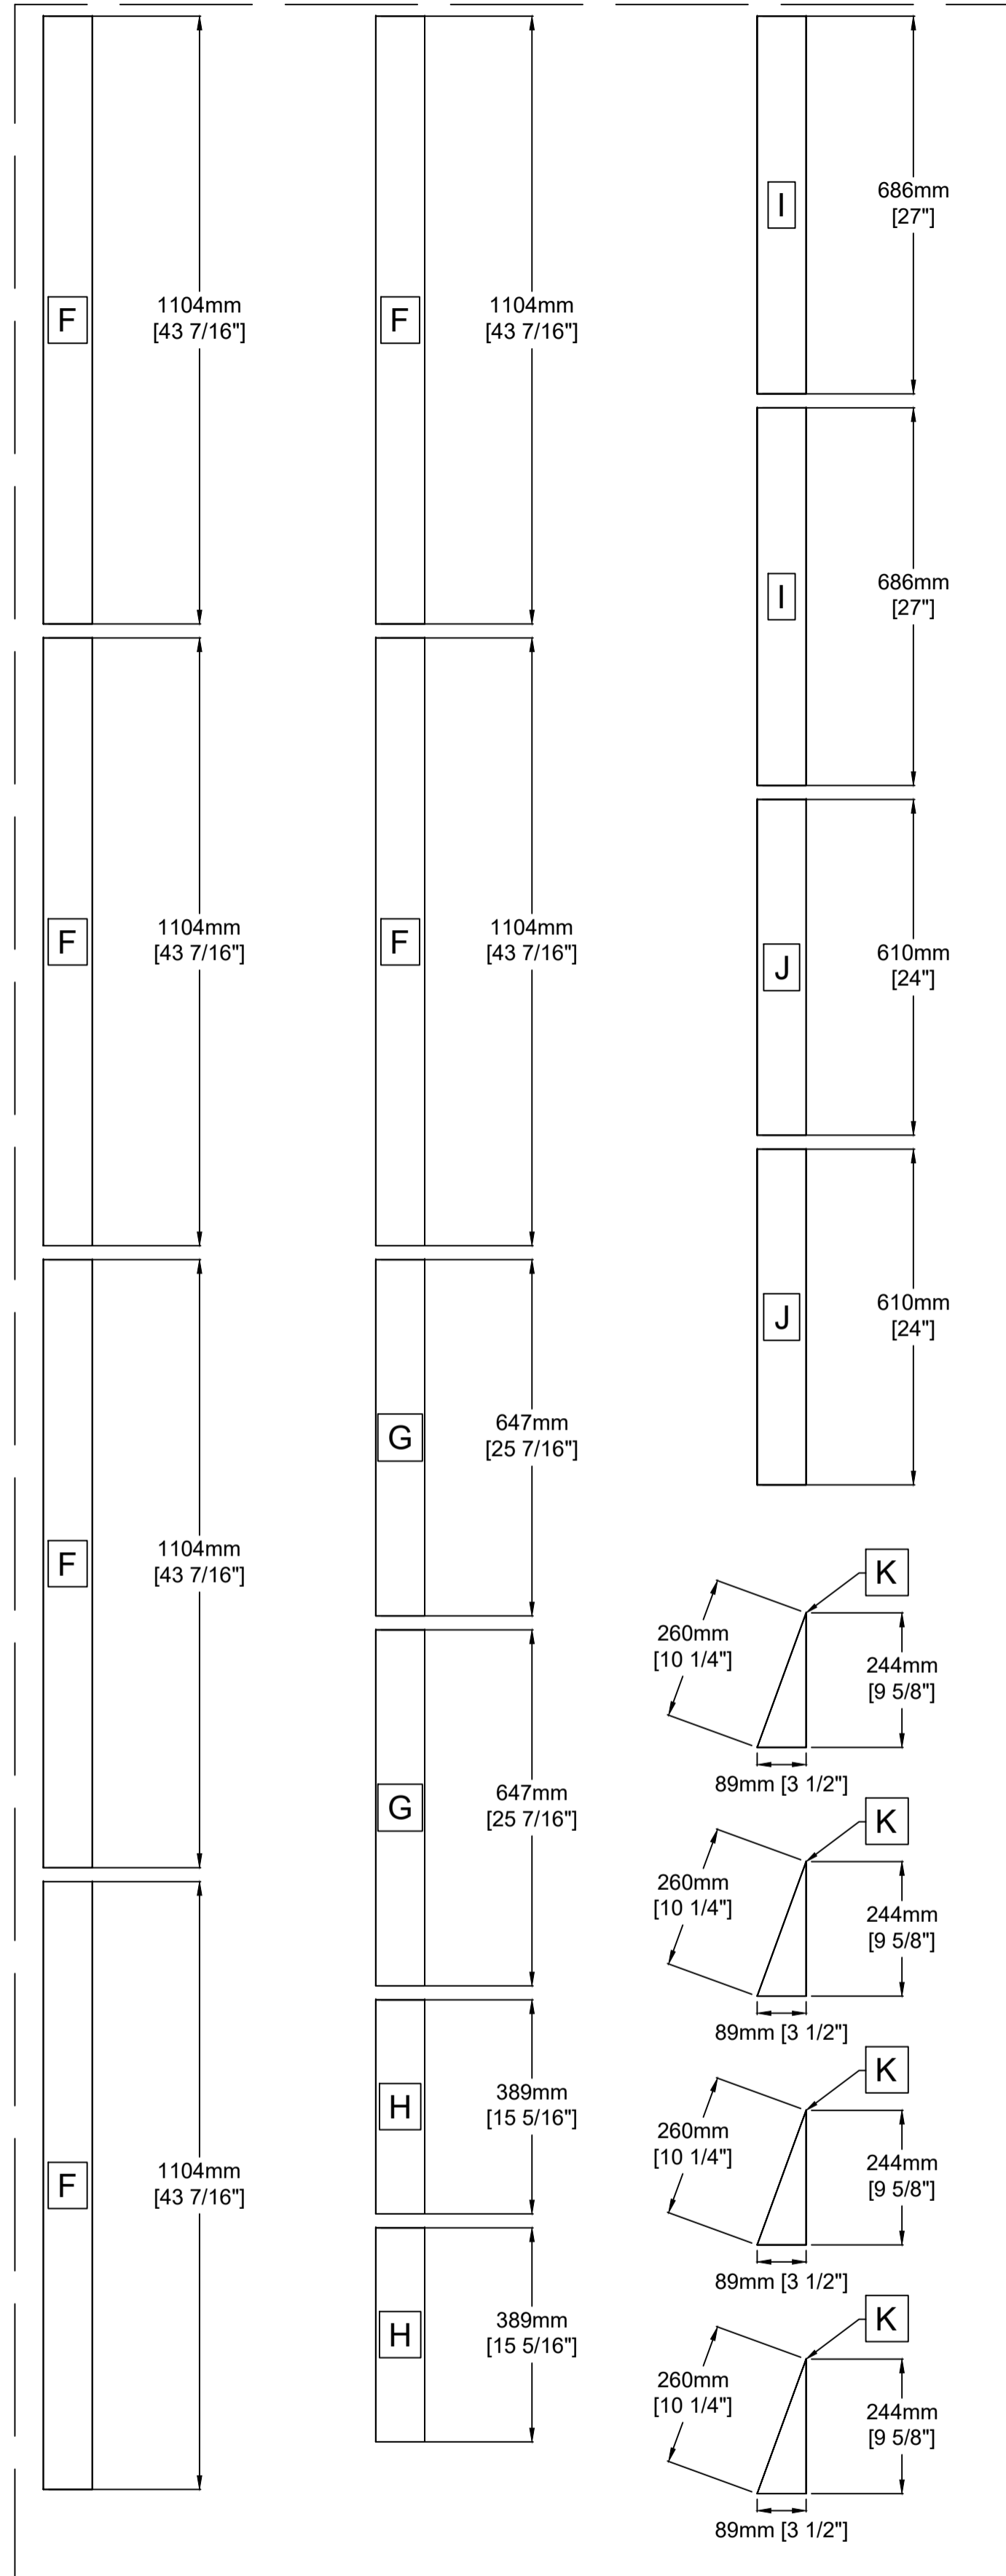 F
1104mm
[43 7/16"]
F
1104mm
[43 7/16"]
F
1104mm
[43 7/16"]
F
1104mm
[43 7/16"]
F
1104mm
[43 7/16"]
F
1104mm
[43 7/16"]
G
647mm
[25 7/16"]
G
647mm
[25 7/16"]
H
389mm
[15 5/16"]
H
389mm
[15 5/16"]
I
686mm
[27"]
I
686mm
[27"]
J
610mm
[24"]
J
610mm
[24"]
K
260mm
[10 1/4"]
244mm
[9 5/8"]
89mm [3 1/2"]
K
260mm
[10 1/4"]
244mm
[9 5/8"]
89mm [3 1/2"]
K
260mm
[10 1/4"]
244mm
[9 5/8"]
89mm [3 1/2"]
K
260mm
[10 1/4"]
244mm
[9 5/8"]
89mm [3 1/2"]